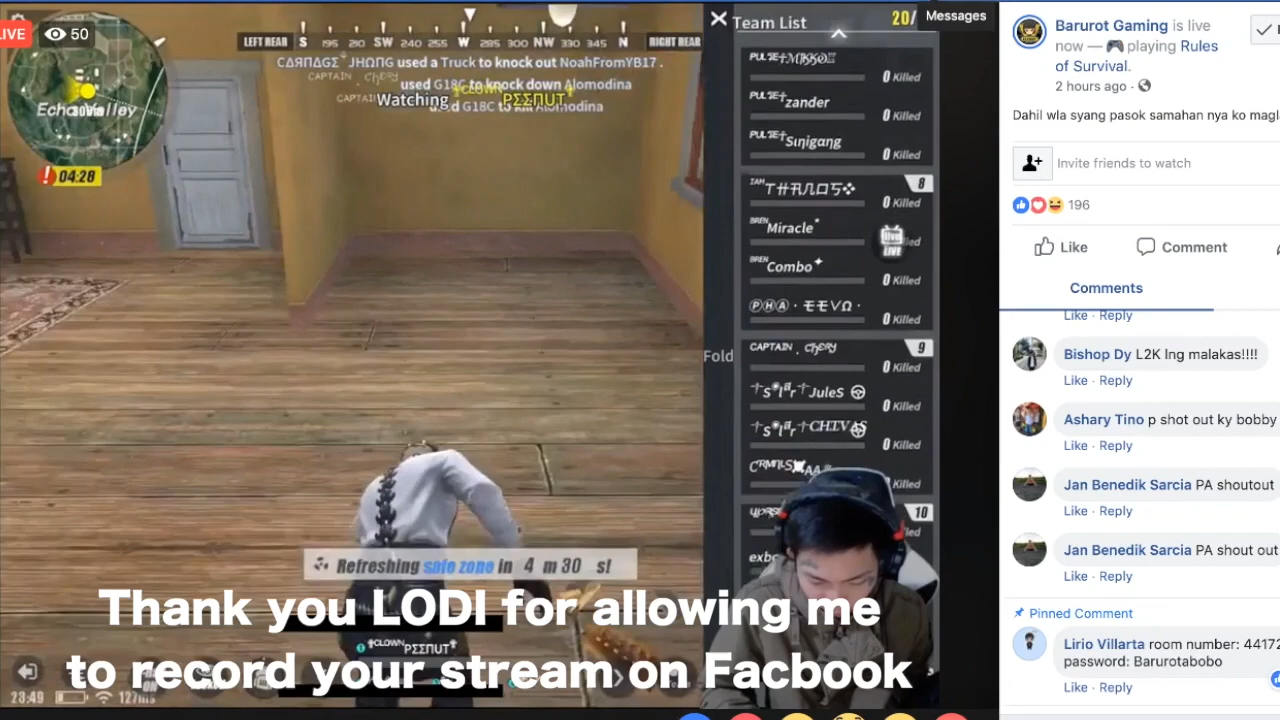 LIVE
50
LEFT REAR S 195 210 SW 240 255 W 285 300 NW 330 345 N RIGHT REAR
used a Truck to knock out NoahFromYB17 .
used G18C to knock down Alomodina
Watching
Echo Valley
04:28
Team List
20/
Messages
0 Killed
zander
0 Killed
Sinigang
0 Killed
8
0 Killed
BREN Miracle
LIVE
BREN Combo
0 Killed
0 Killed
Fold
CAPTAIN . CHERY
9
0 Killed
JuleS
0 Killed
CHIVAS
0 Killed
Killed
10
Refreshing safe zone in 4 m 30 s!
Thank you LODI for allowing me
to record your stream on Facbook
23:49
Barurot Gaming is live
now — 🎮 playing Rules
of Survival.
2 hours ago ·
Dahil wla syang pasok samahan nya ko
Invite friends to watch
196
Like Comment
Comments
Like · Reply
Bishop Dy L2K lng malakas!!!!
Like · Reply
Ashary Tino p shot out ky bobby
Like · Reply
Jan Benedik Sarcia PA shoutout
Like · Reply
Jan Benedik Sarcia PA shout out
Like · Reply
Pinned Comment
Lirio Villarta room number: 44172
password: Barurotabobo
Like · Reply